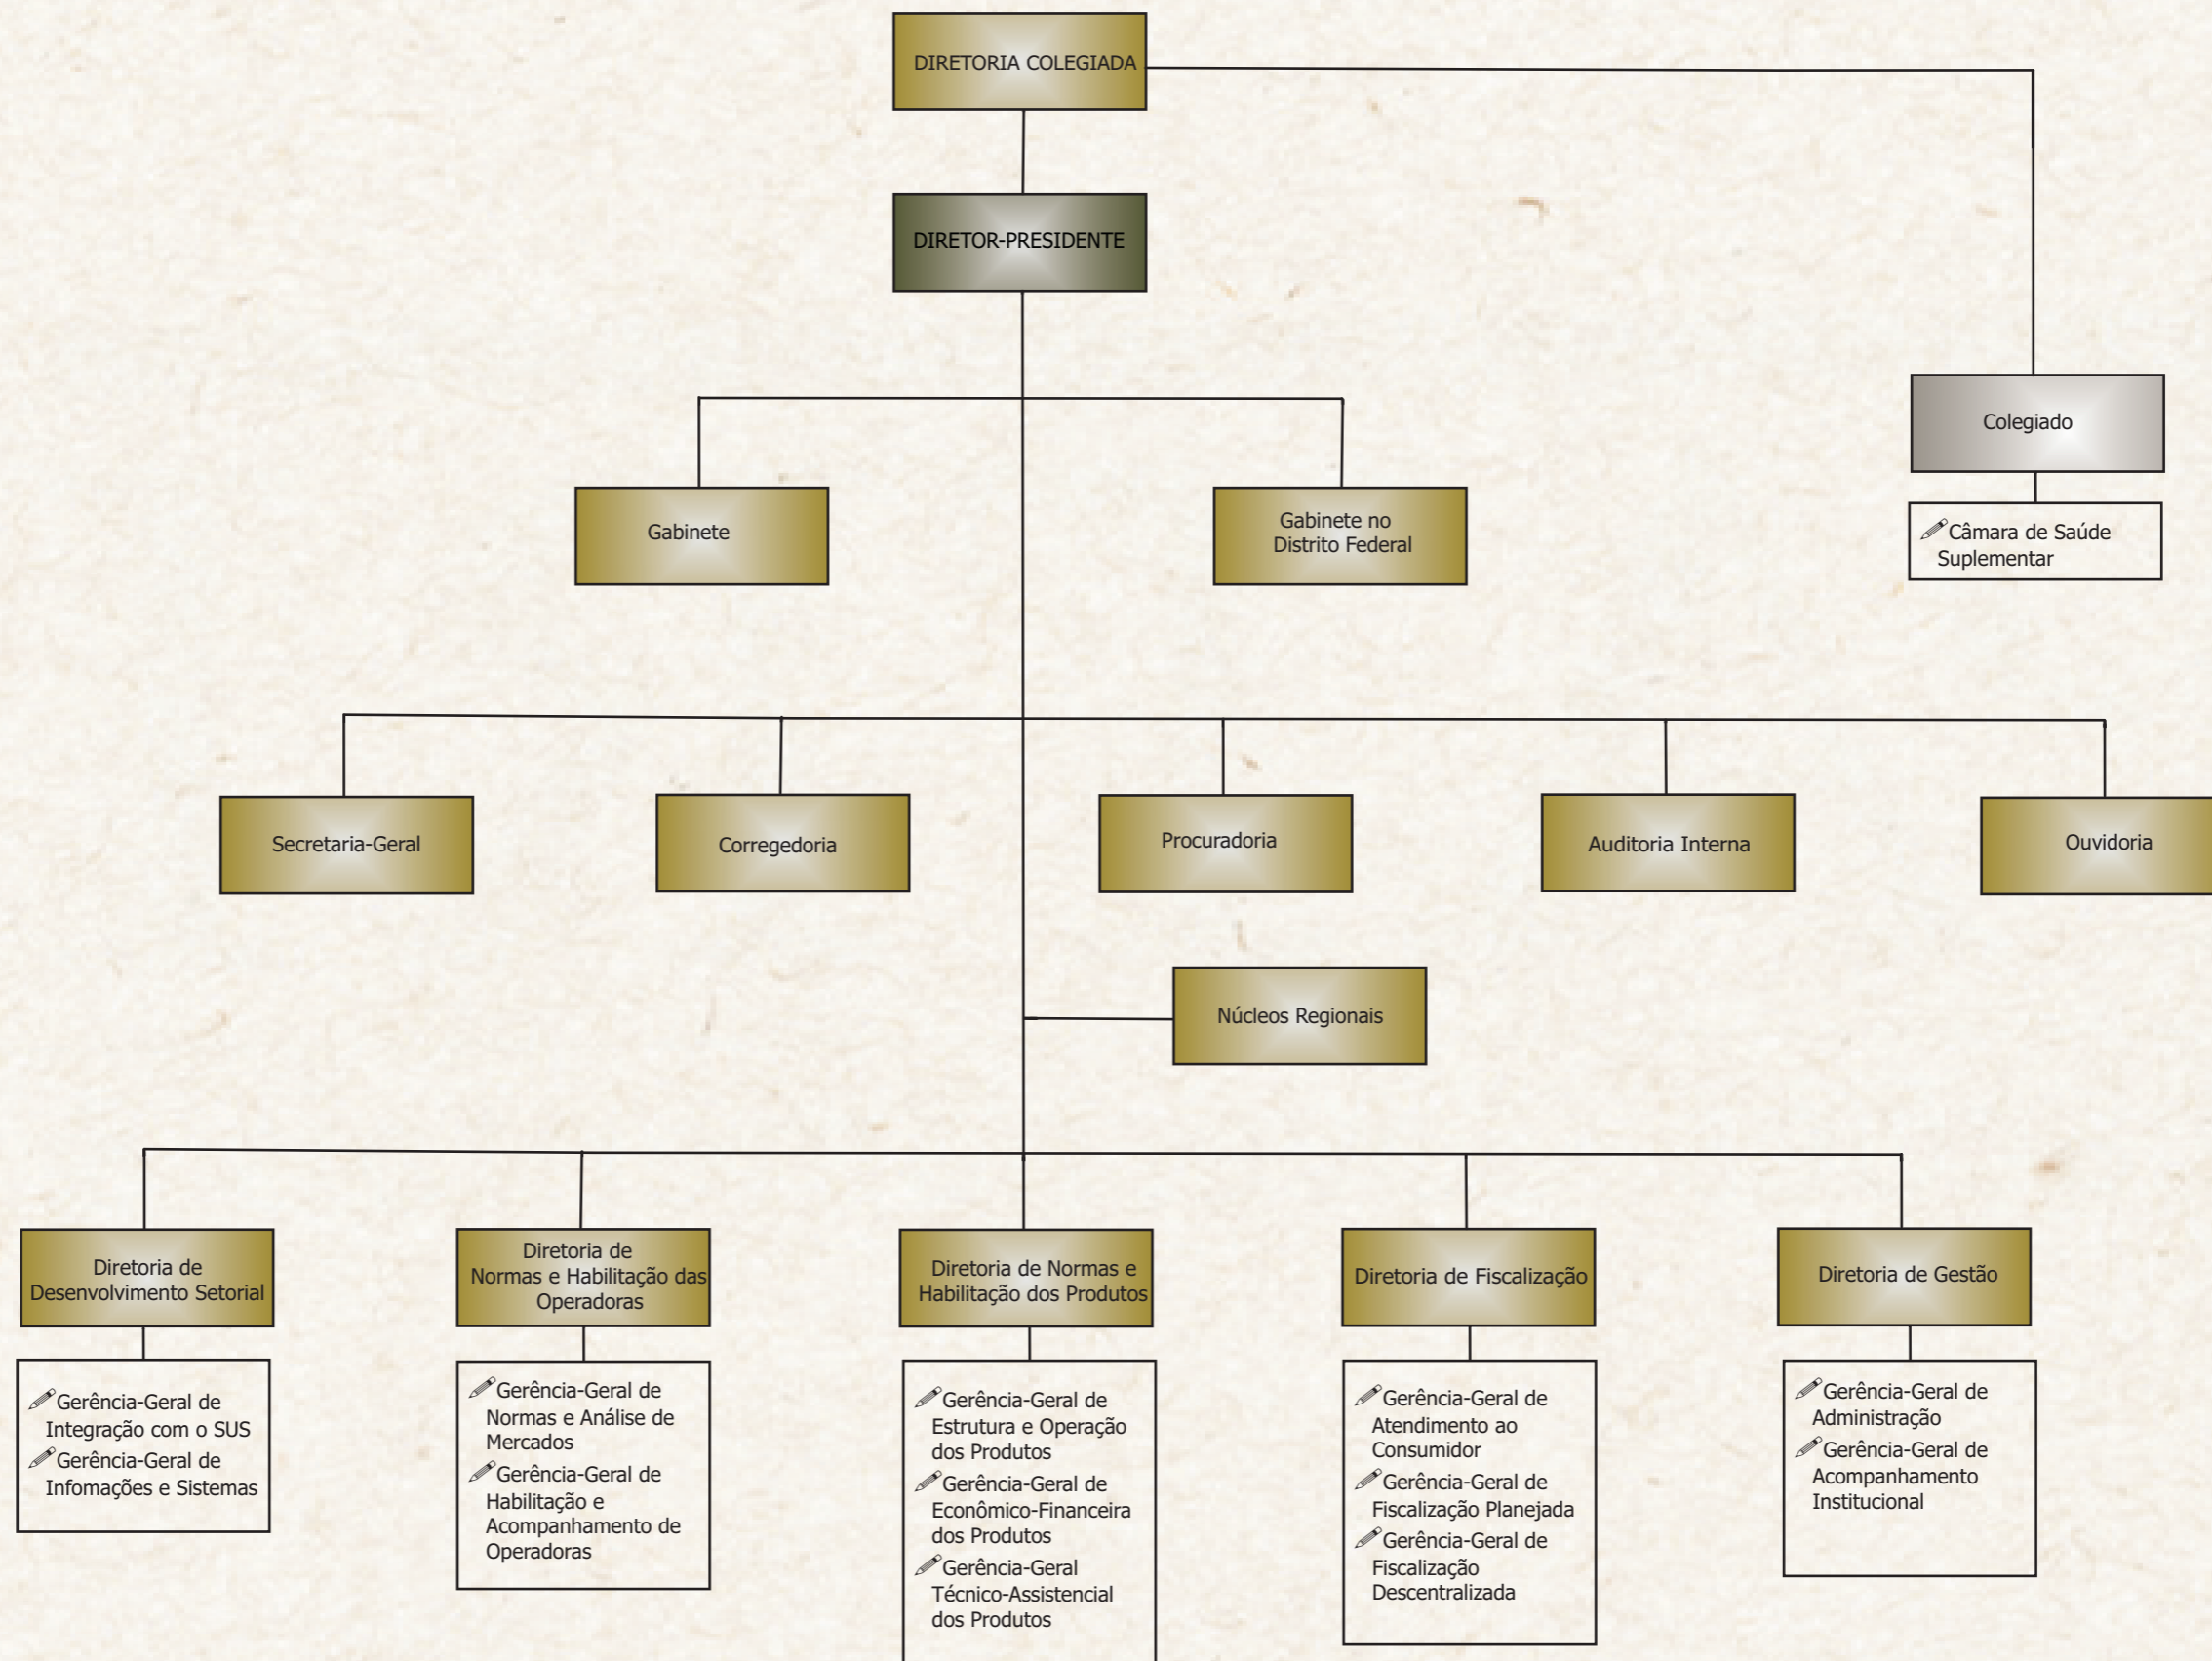 DIRETORIA COLEGIADA
DIRETOR-PRESIDENTE
Colegiado
Câmara de Saúde
Suplementar
Gabinete
Gabinete no
Distrito Federal
Secretaria-Geral
Corregedoria
Procuradoria
Auditoria Interna
Ouvidoria
Núcleos Regionais
Diretoria de
Desenvolvimento Setorial
Gerência-Geral de
Integração com o SUS
Gerência-Geral de
Infomações e Sistemas
Diretoria de
Normas e Habilitação das
Operadoras
Gerência-Geral de
Normas e Análise de
Mercados
Gerência-Geral de
Habilitação e
Acompanhamento de
Operadoras
Diretoria de Normas e
Habilitação dos Produtos
Gerência-Geral de
Estrutura e Operação
dos Produtos
Gerência-Geral de
Econômico-Financeira
dos Produtos
Gerência-Geral
Técnico-Assistencial
dos Produtos
Diretoria de Fiscalização
Gerência-Geral de
Atendimento ao
Consumidor
Gerência-Geral de
Fiscalização Planejada
Gerência-Geral de
Fiscalização
Descentralizada
Diretoria de Gestão
Gerência-Geral de
Administração
Gerência-Geral de
Acompanhamento
Institucional